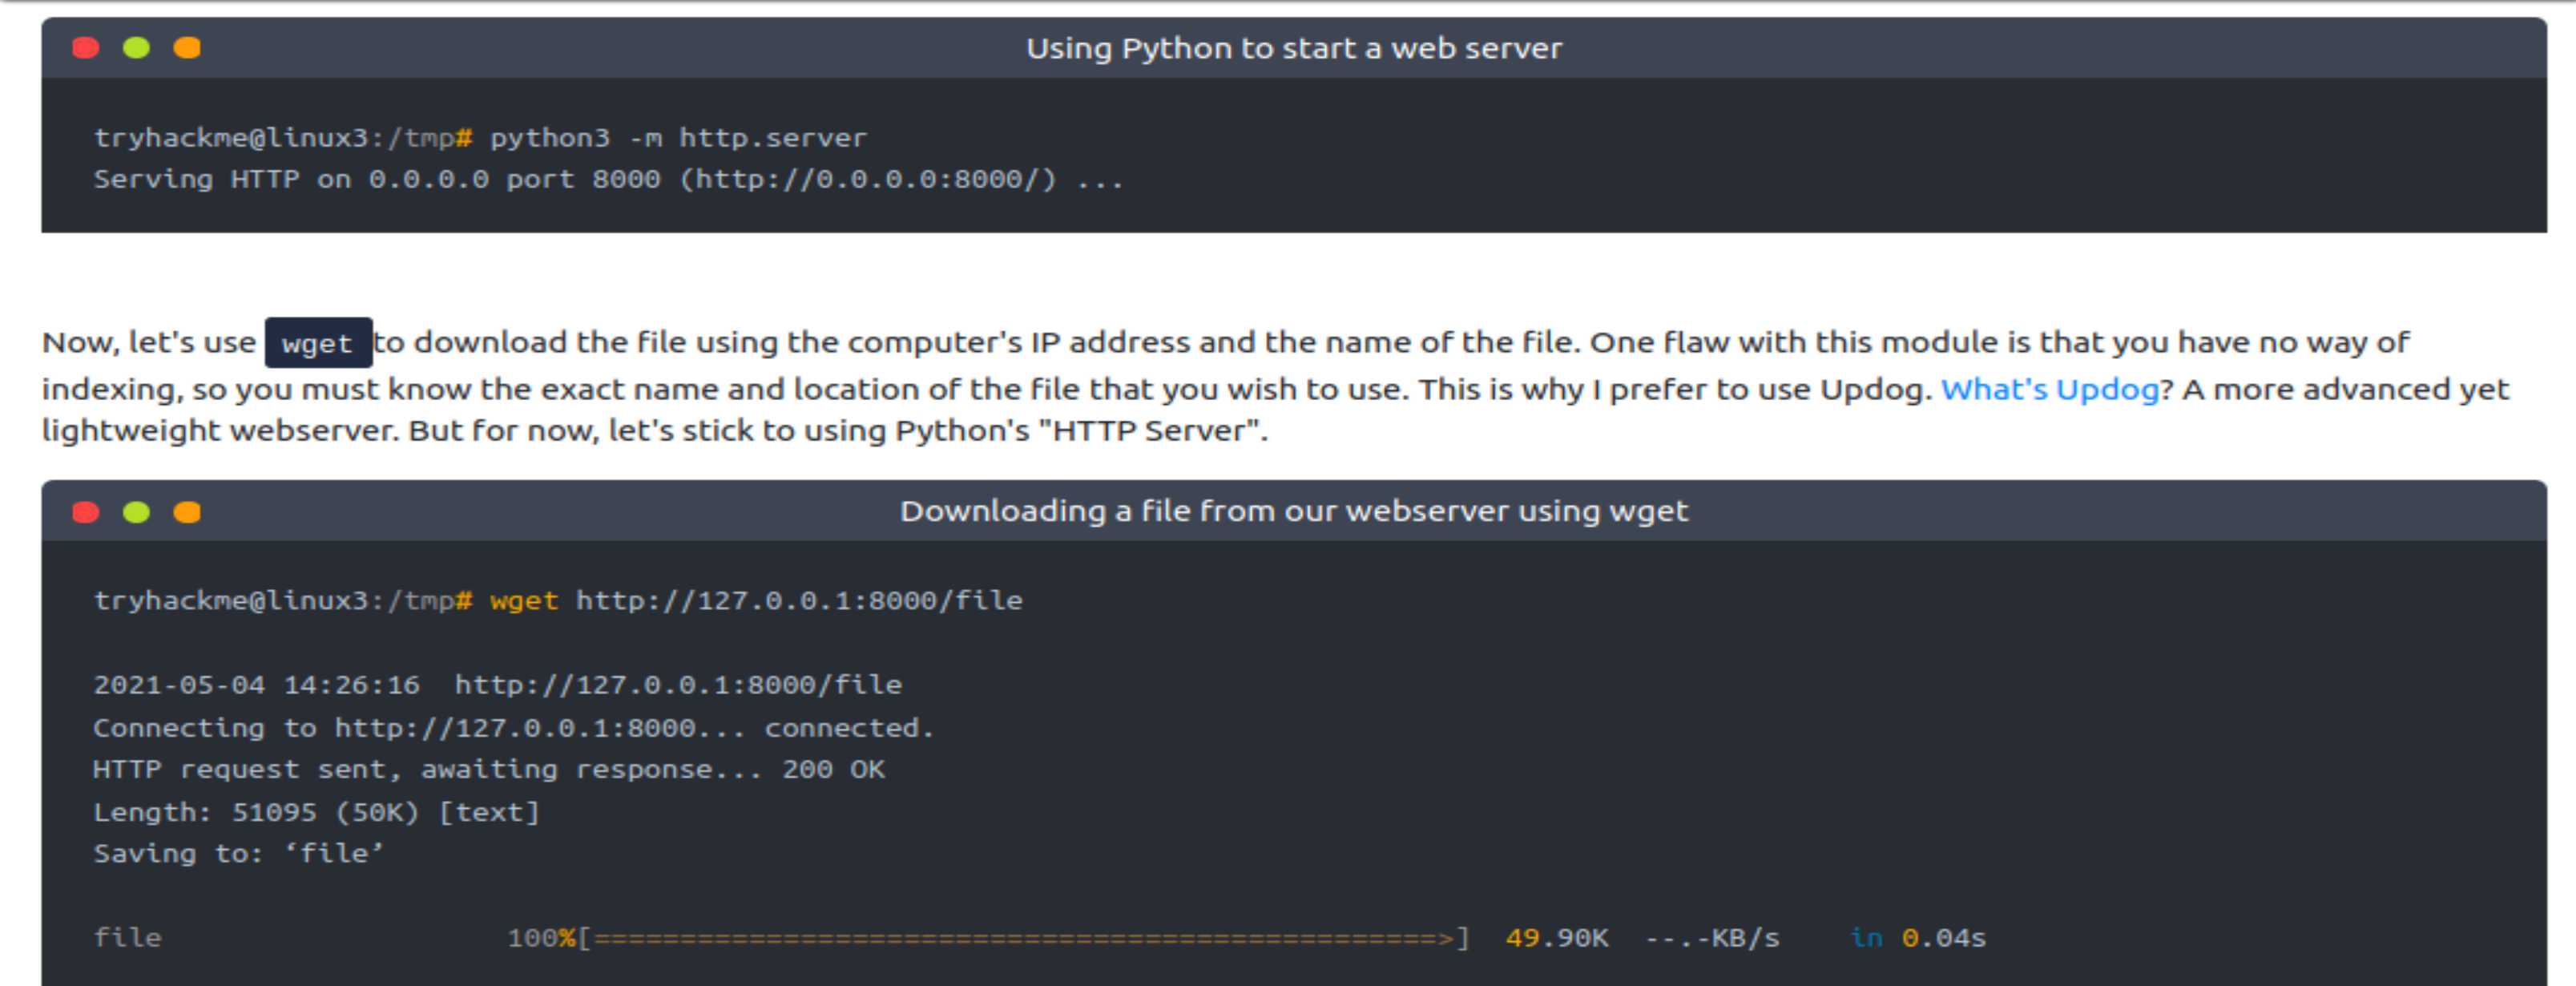 Using Python to start a web server
tryhackme@linux3:/tmp# python3 -m http.server
Serving HTTP on 0.0.0.0 port 8000 (http://0.0.0.0:8000/) ...
Now, let's use wget to download the file using the computer's IP address and the name of the file. One flaw with this module is that you have no way of
indexing, so you must know the exact name and location of the file that you wish to use. This is why I prefer to use Updog. What's Updog? A more advanced yet
lightweight webserver. But for now, let's stick to using Python's "HTTP Server".
Downloading a file from our webserver using wget
tryhackme@linux3:/tmp# wget http://127.0.0.1:8000/file
2021-05-04 14:26:16  http://127.0.0.1:8000/file
Connecting to http://127.0.0.1:8000... connected.
HTTP request sent, awaiting response... 200 OK
Length: 51095 (50K) [text]
Saving to: ‘file’
file                    100%[=================================================>]  49.90K  --.-KB/s    in 0.04s